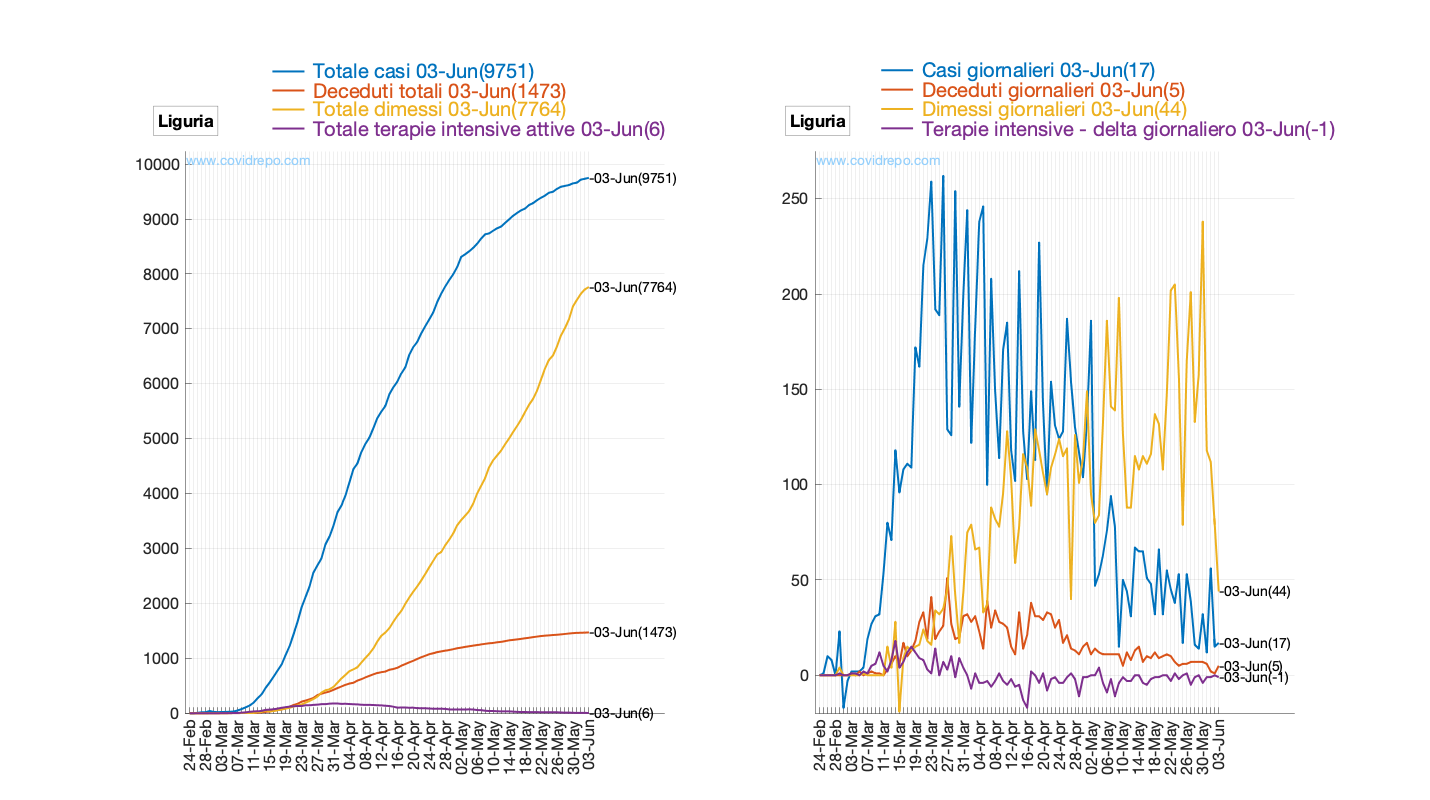 Totale casi 03-Jun(9751)
Deceduti totali 03-Jun(1473)
Totale dimessi 03-Jun(7764)
Totale terapie intensive attive 03-Jun(6)
Liguria
www.covidrepo.com
10000
9000
8000
7000
6000
5000
4000
3000
2000
1000
0
-03-Jun(9751)
-03-Jun(7764)
-03-Jun(1473)
-03-Jun(6)
24-Feb
28-Feb
03-Mar
07-Mar
11-Mar
15-Mar
19-Mar
23-Mar
27-Mar
31-Mar
04-Apr
08-Apr
12-Apr
16-Apr
20-Apr
24-Apr
28-Apr
02-May
06-May
10-May
14-May
18-May
22-May
26-May
30-May
03-Jun
Casi giornalieri 03-Jun(17)
Deceduti giornalieri 03-Jun(5)
Dimessi giornalieri 03-Jun(44)
Terapie intensive - delta giornaliero 03-Jun(-1)
Liguria
www.covidrepo.com
250
200
150
100
50
0
-03-Jun(44)
-03-Jun(17)
-03-Jun(5)
-03-Jun(-1)
24-Feb
28-Feb
03-Mar
07-Mar
11-Mar
15-Mar
19-Mar
23-Mar
27-Mar
31-Mar
04-Apr
08-Apr
12-Apr
16-Apr
20-Apr
24-Apr
28-Apr
02-May
06-May
10-May
14-May
18-May
22-May
26-May
30-May
03-Jun